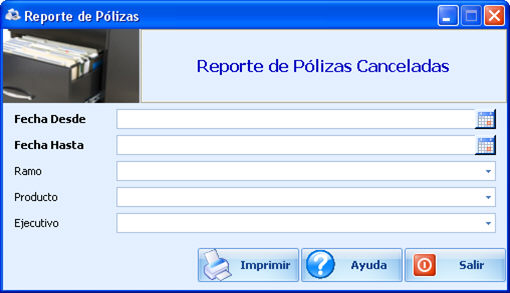 Reporte de Pólizas
Reporte de Pólizas Canceladas
Fecha Desde
Fecha Hasta
Ramo
Producto
Ejecutivo
Imprimir
Ayuda
Salir